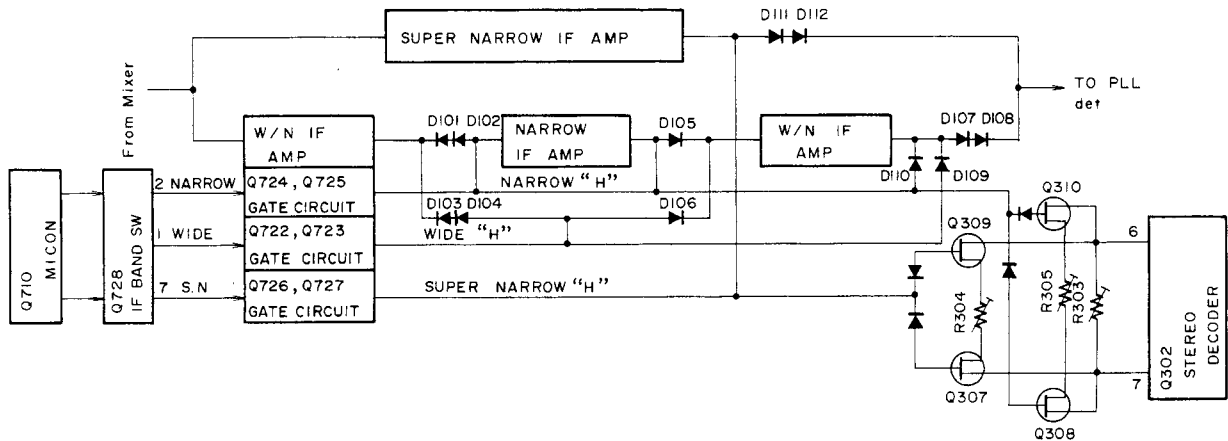 D111 D112
SUPER NARROW IF AMP
From Mixer
TO PLL
det
W/N IF
AMP
D101 D102
NARROW
IF AMP
D105
W/N IF
AMP
D107 D108
2 NARROW
Q724, Q725
GATE CIRCUIT
NARROW "H"
D110
D109
Q310
D103 D104
D106
WIDE "H"
1 WIDE
Q722, Q723
GATE CIRCUIT
Q309
6
Q710
MICON
Q728
IF BAND SW
7 S.N
Q726, Q727
GATE CIRCUIT
SUPER NARROW "H"
R304
R305
R303
Q302
STEREO
DECODER
7
Q307
Q308